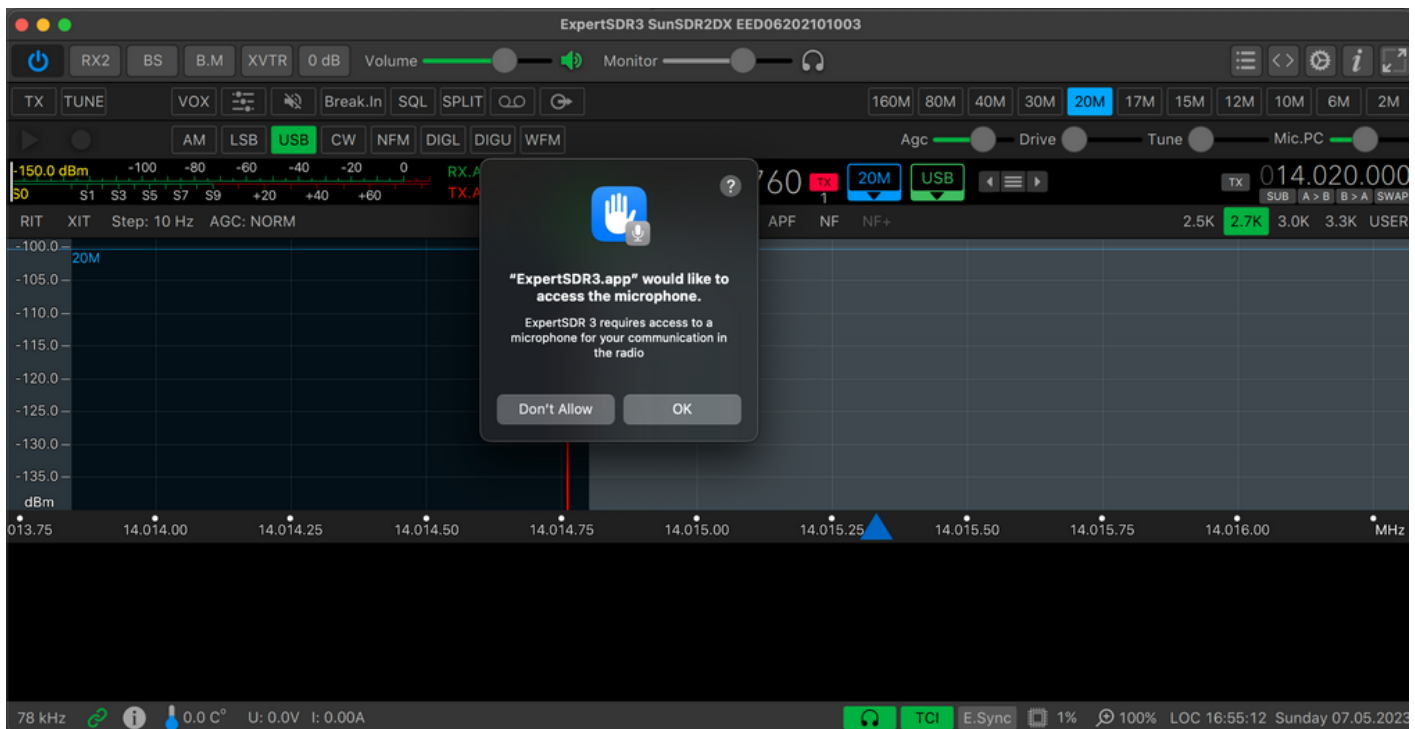 ExpertSDR3 SunSDR2DX EED06202101003
RX2 BS B.M XVTR 0 dB Volume Monitor
TX TUNE VOX Break.In SQL SPLIT 160M 80M 40M 30M 20M 17M 15M 12M 10M 6M 2M
AM LSB USB CW NFM DIGL DIGU WFM Agc Drive Tune Mic.PC
-150.0 dBm -100 -80 -60 -40 -20 0 RX.A 760 TX 20M USB TX 014.020.000
S0 S1 S3 S5 S7 S9 +20 +40 +60 TX.A 1 SUB A > B B > A SWAP
RIT XIT Step: 10 Hz AGC: NORM APF NF NF+ 2.5K 2.7K 3.0K 3.3K USER
-100.0
20M
-105.0
-110.0
-115.0
-120.0
-125.0
-130.0
-135.0
dBm
?
“ExpertSDR3.app” would like to
access the microphone.
ExpertSDR 3 requires access to a
microphone for your communication in
the radio
Don't Allow OK
013.75 14.014.00 14.014.25 14.014.50 14.014.75 14.015.00 14.015.25 14.015.50 14.015.75 14.016.00 MHz
78 kHz 0.0 C° U: 0.0V I: 0.00A TCI E.Sync 1% 100% LOC 16:55:12 Sunday 07.05.2023